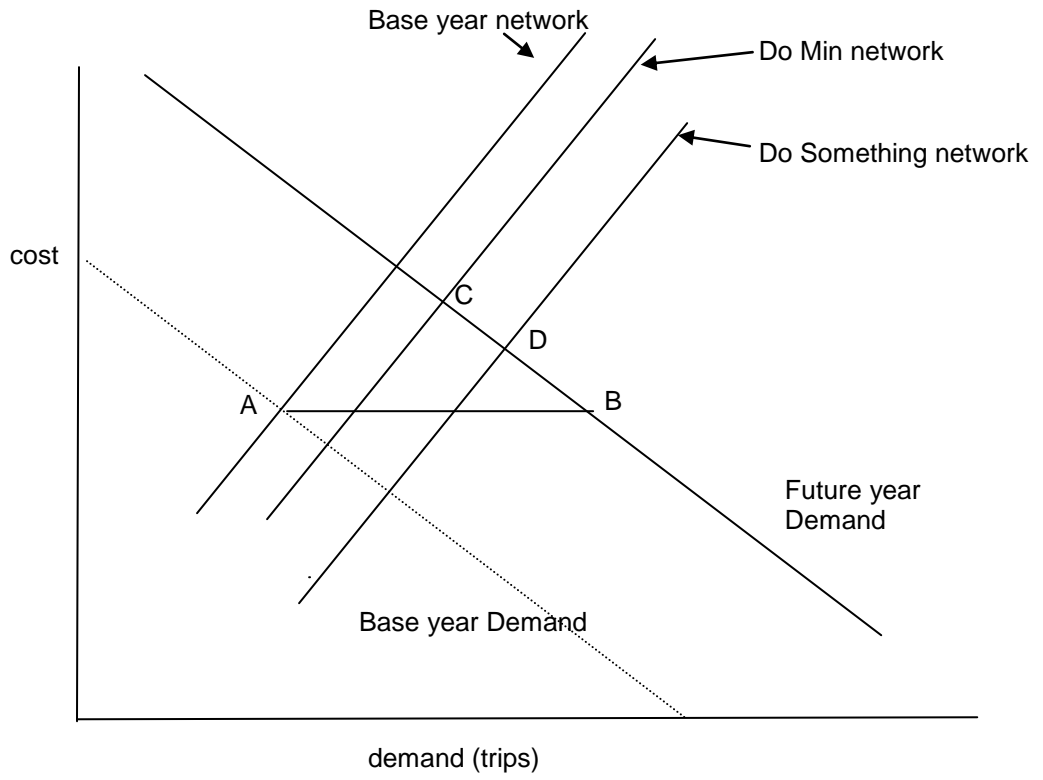 Base year network
Do Min network
Do Something network
cost
C
D
A
B
Future year
Demand
Base year Demand
demand (trips)